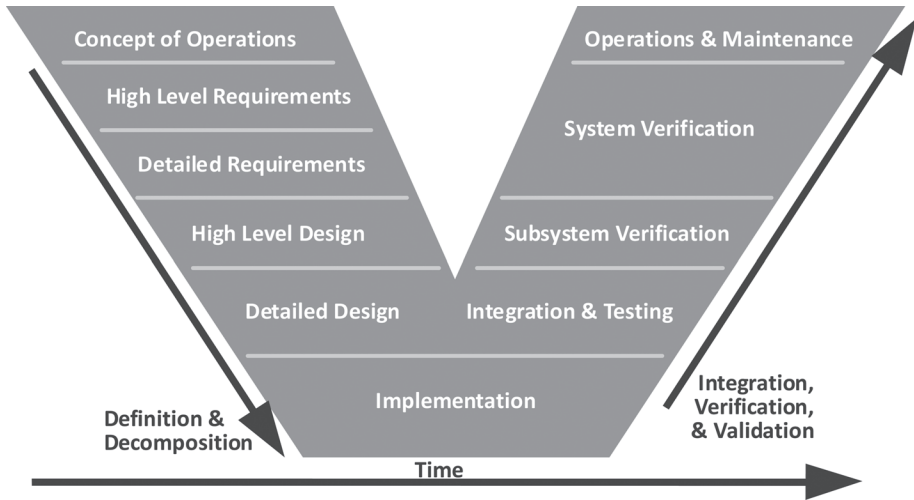 Concept of Operations
High Level Requirements
Detailed Requirements
High Level Design
Detailed Design
Implementation
Integration & Testing
Subsystem Verification
System Verification
Operations & Maintenance
Definition &
Decomposition
Integration,
Verification,
& Validation
Time